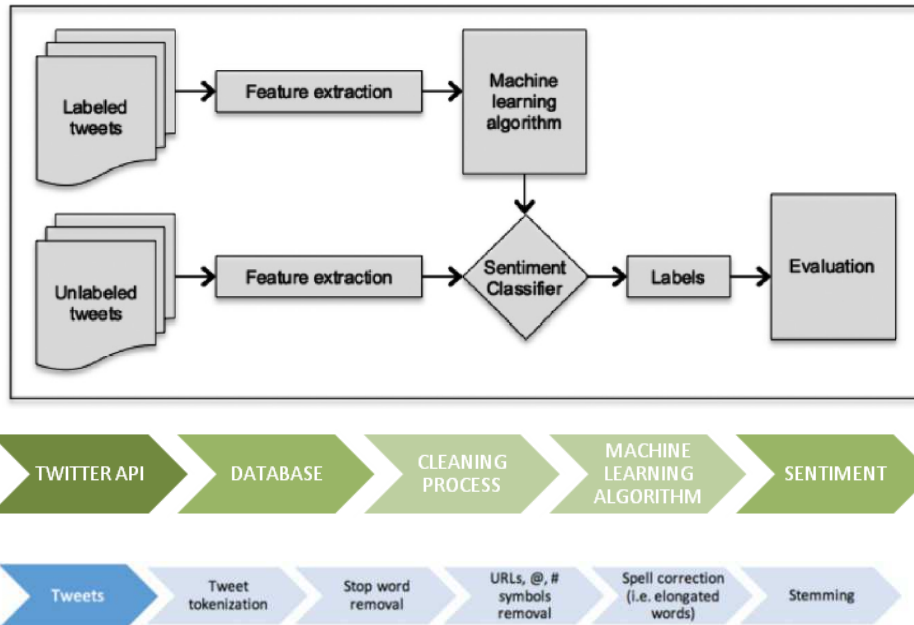 Labeled
tweets
Feature extraction
Machine
learning
algorithm
Unlabeled
tweets
Feature extraction
Sentiment
Classifier
Labels
Evaluation
TWITTER API
DATABASE
CLEANING
PROCESS
MACHINE
LEARNING
ALGORITHM
SENTIMENT
Tweets
Tweet
tokenization
Stop word
removal
URLs, @, #
symbols
removal
Spell correction
(i.e. elongated
words)
Stemming